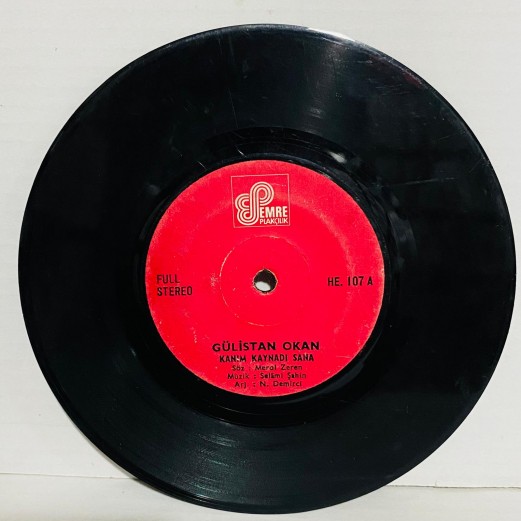 EMRE
PLAKÇILIK
FULL
STEREO
HE. 107 A
GÜLİSTAN OKAN
KANIM KAYNADI SANA
Söz : Meral Zeren
Müzik : Selâmi Şahin
Arj : N. Demirci